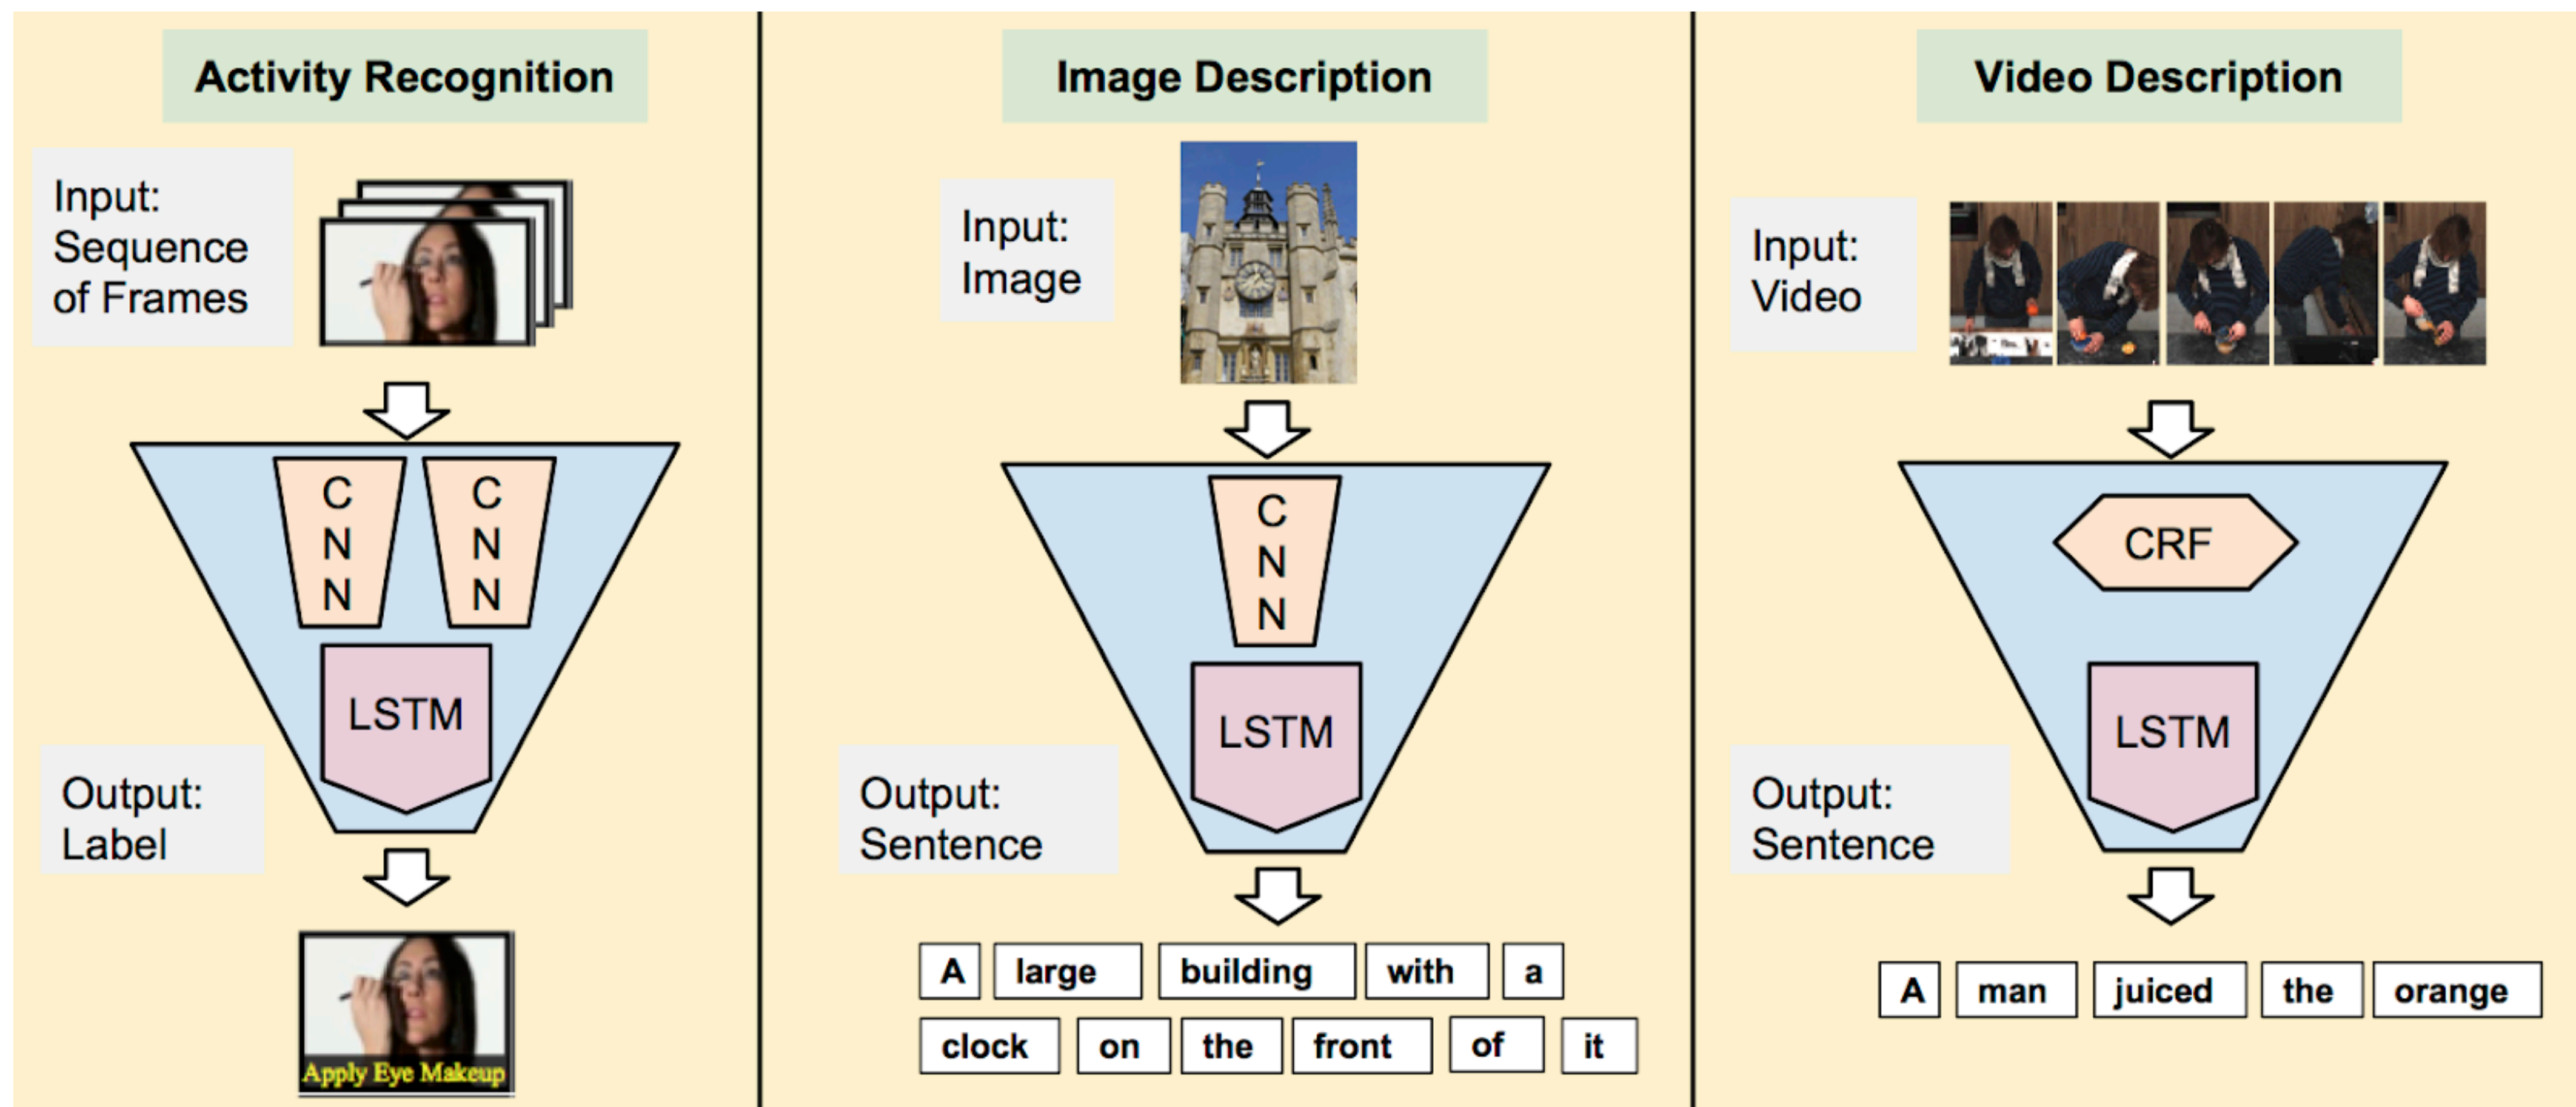 Activity Recognition
Input:
Sequence
of Frames
C
N
N
C
N
N
LSTM
Output:
Label
Apply Eye Makeup
Image Description
Input:
Image
C
N
N
LSTM
Output:
Sentence
A large building with a
clock on the front of it
Video Description
Input:
Video
CRF
LSTM
Output:
Sentence
A man juiced the orange